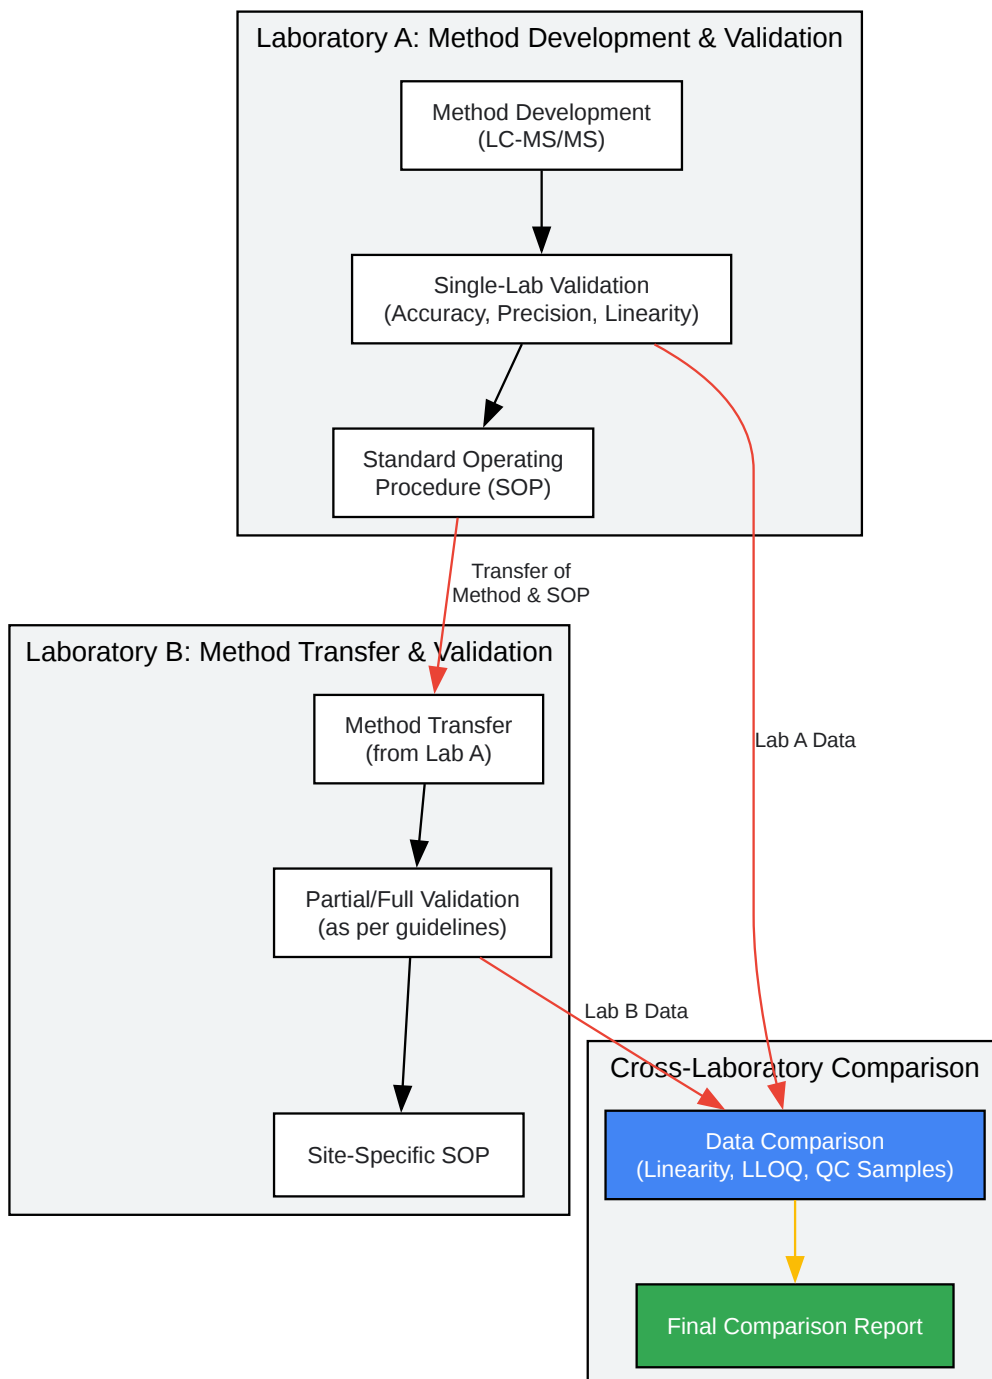 Laboratory A: Method Development & Validation
Method Development
(LC-MS/MS)
Single-Lab Validation
(Accuracy, Precision, Linearity)
Standard Operating
Procedure (SOP)
Transfer of
Method & SOP
Laboratory B: Method Transfer & Validation
Method Transfer
(from Lab A)
Lab A Data
Partial/Full Validation
(as per guidelines)
Lab B Data
Site-Specific SOP
Cross-Laboratory Comparison
Data Comparison
(Linearity, LLOQ, QC Samples)
Final Comparison Report